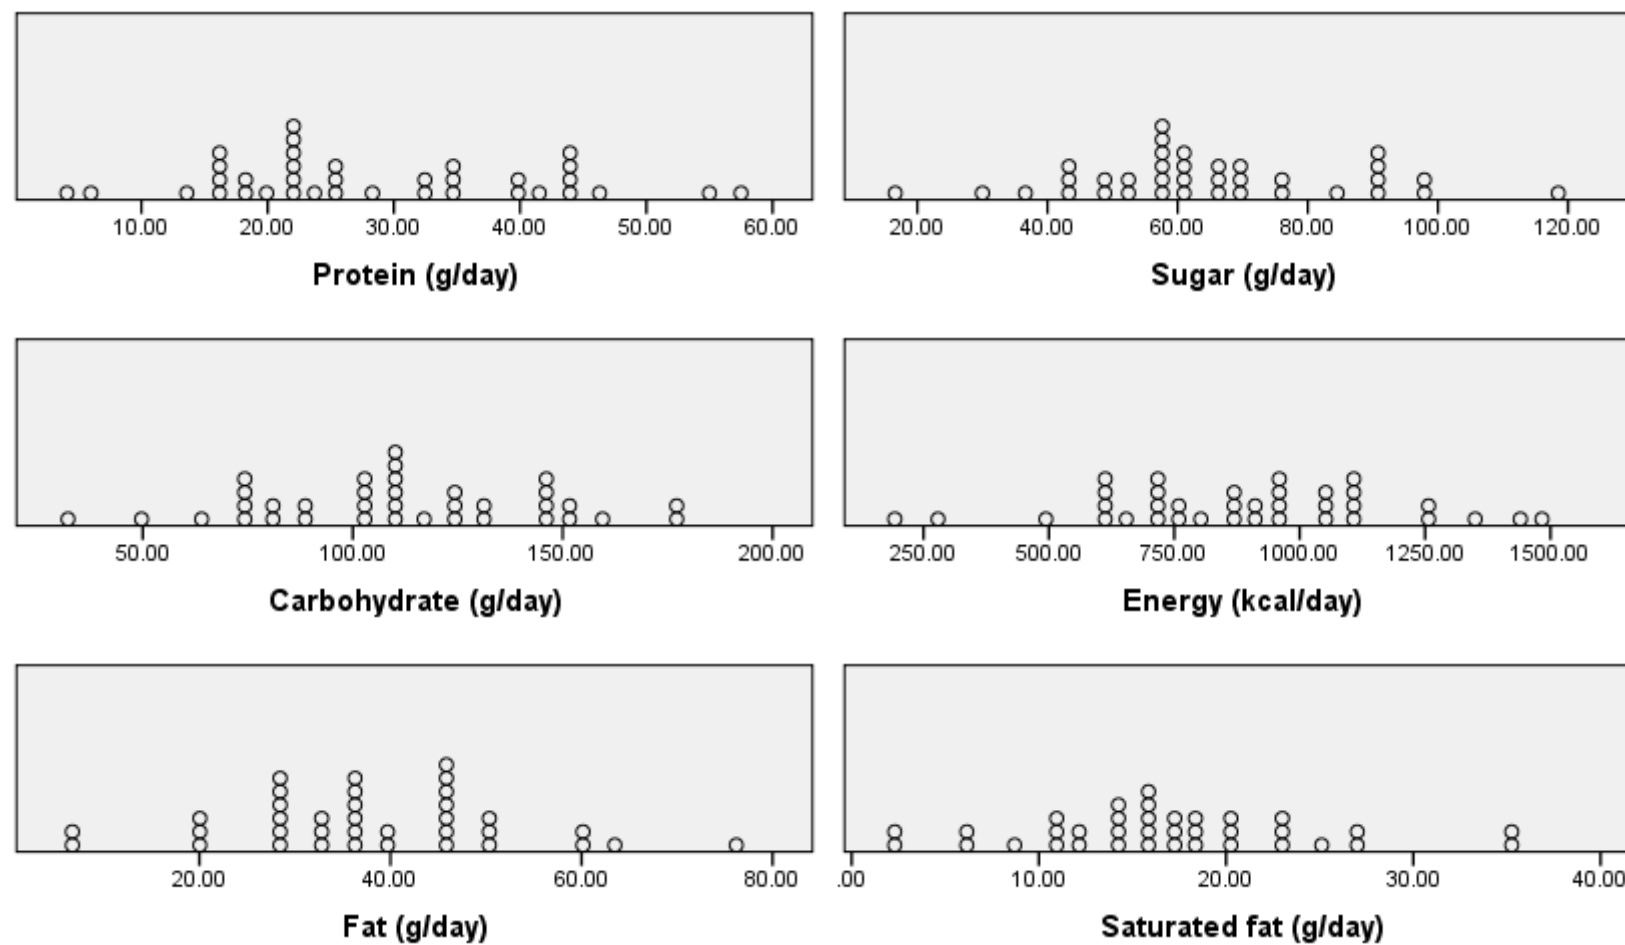 10.00 20.00 30.00 40.00 50.00 60.00
Protein (g/day)
20.00 40.00 60.00 80.00 100.00 120.00
Sugar (g/day)
50.00 100.00 150.00 200.00
Carbohydrate (g/day)
250.00 500.00 750.00 1000.00 1250.00 1500.00
Energy (kcal/day)
20.00 40.00 60.00 80.00
Fat (g/day)
.00 10.00 20.00 30.00 40.00
Saturated fat (g/day)